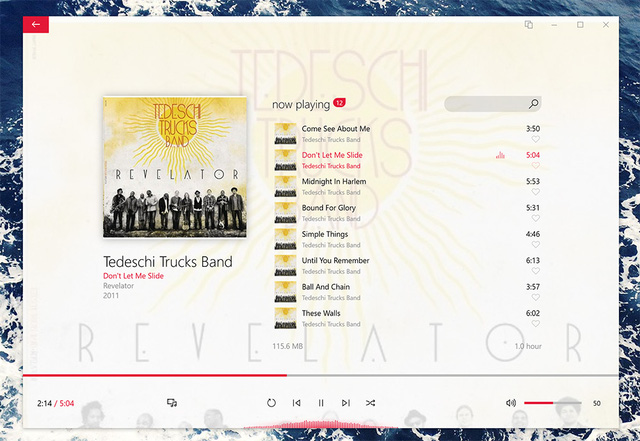 TEDESCHI
TRUCKS
BAND
REVELATOR
Tedeschi Trucks Band
Don't Let Me Slide
Revelator
2011
now playing 12
Come See About Me 3:50
Tedeschi Trucks Band
Don't Let Me Slide 5:04
Tedeschi Trucks Band
Midnight In Harlem 5:53
Tedeschi Trucks Band
Bound For Glory 5:31
Tedeschi Trucks Band
Simple Things 4:46
Tedeschi Trucks Band
Until You Remember 6:13
Tedeschi Trucks Band
Ball And Chain 3:57
Tedeschi Trucks Band
These Walls 6:02
Tedeschi Trucks Band
115.6 MB 1.0 hour
TEDESCHI
TRUCKS
BAND
REVELATOR
2:14 / 5:04 50